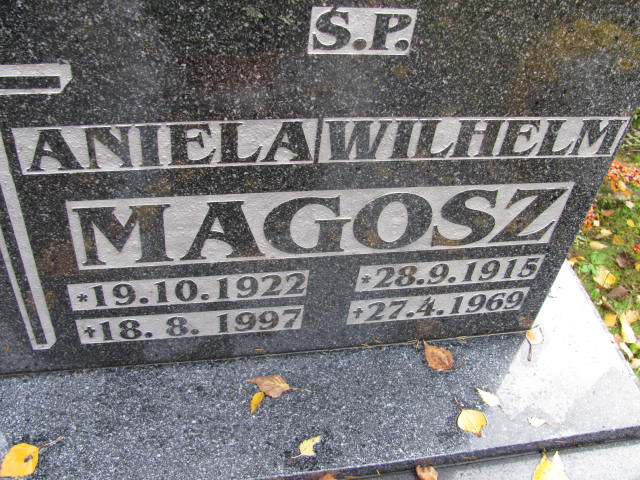 S.P.
ANIELA WILHELM
MAGOSZ
*19.10.1922 *28.9.1915
+18. 8. 1997 +27.4.1969